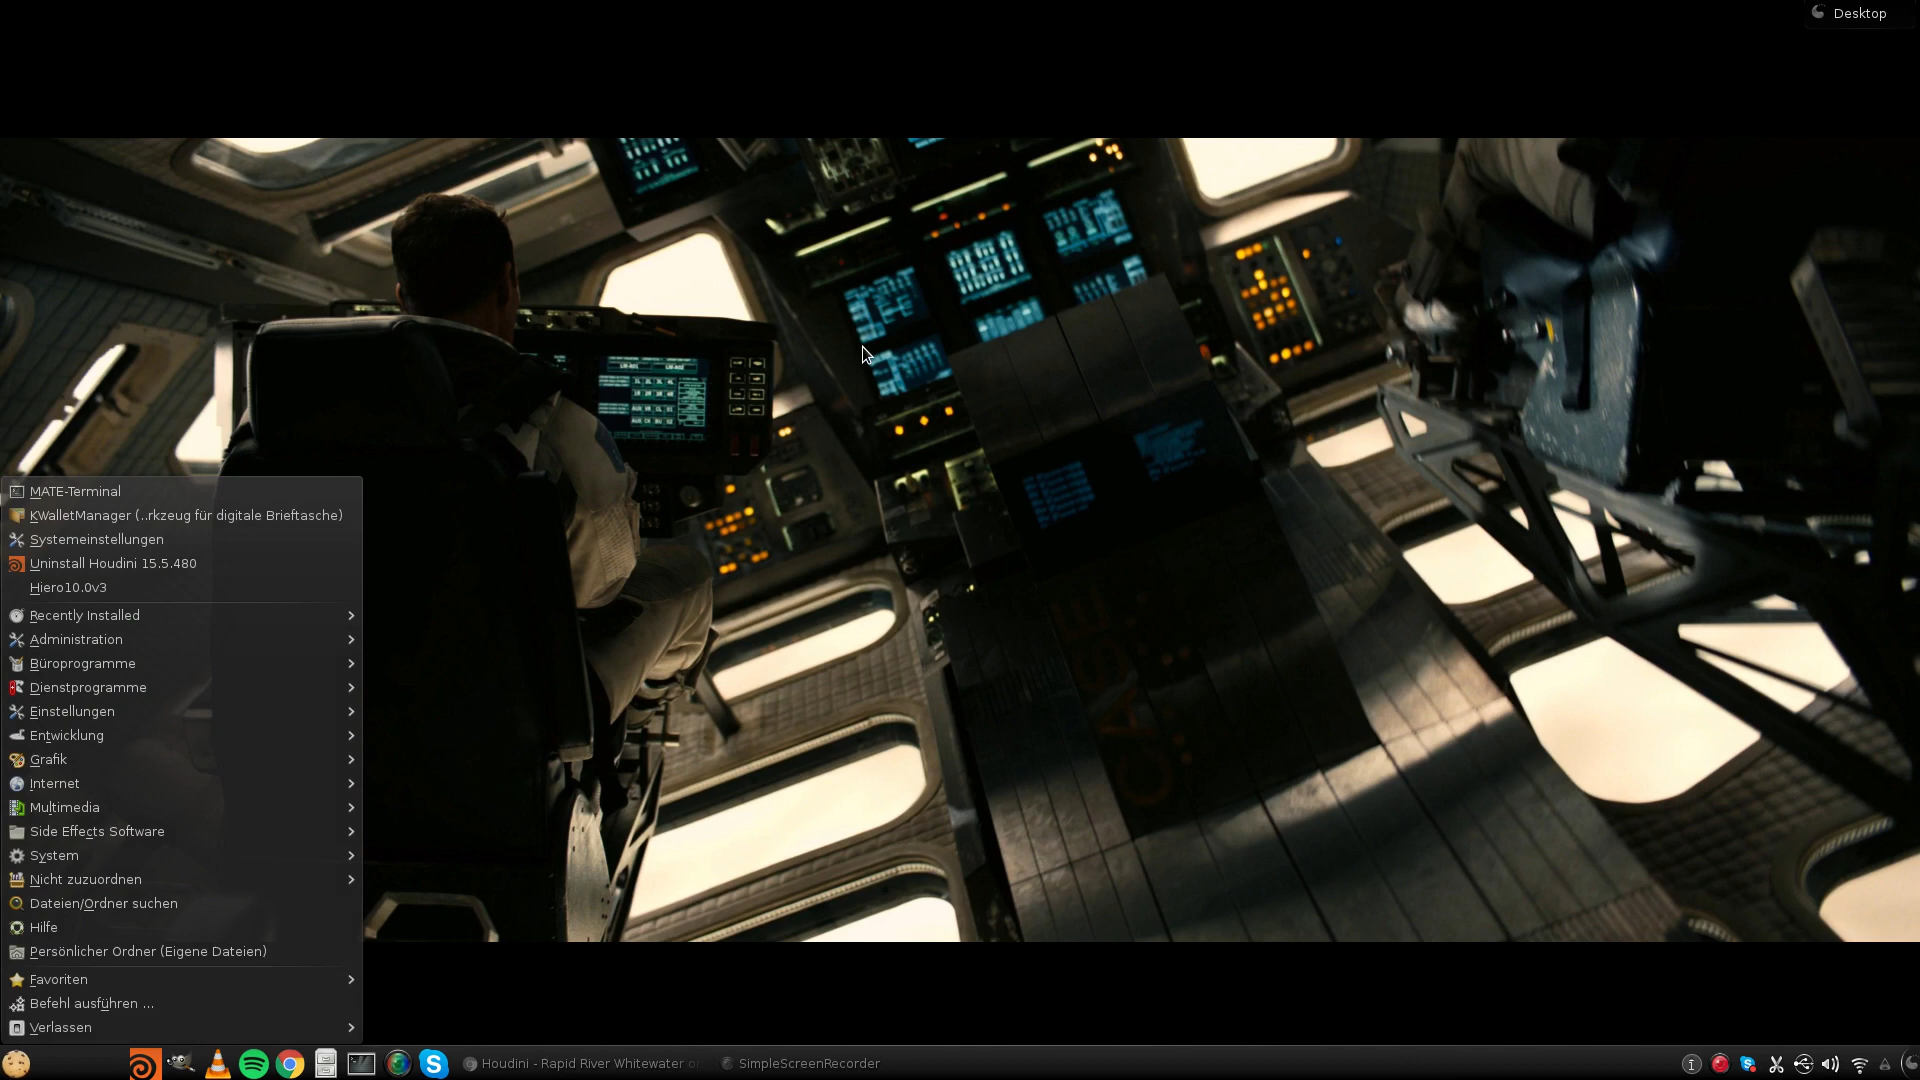 Desktop
MATE-Terminal
KWalletManager (..rkzeug für digitale Brieftasche)
Systemeinstellungen
Uninstall Houdini 15.5.480
Hiero10.0v3
Recently Installed
Administration
Büroprogramme
Dienstprogramme
Einstellungen
Entwicklung
Grafik
Internet
Multimedia
Side Effects Software
System
Nicht zuzuordnen
Dateien/Ordner suchen
Hilfe
Persönlicher Ordner (Eigene Dateien)
Favoriten
Befehl ausführen ...
Verlassen
Houdini - Rapid River Whitewater o
SimpleScreenRecorder
CASE